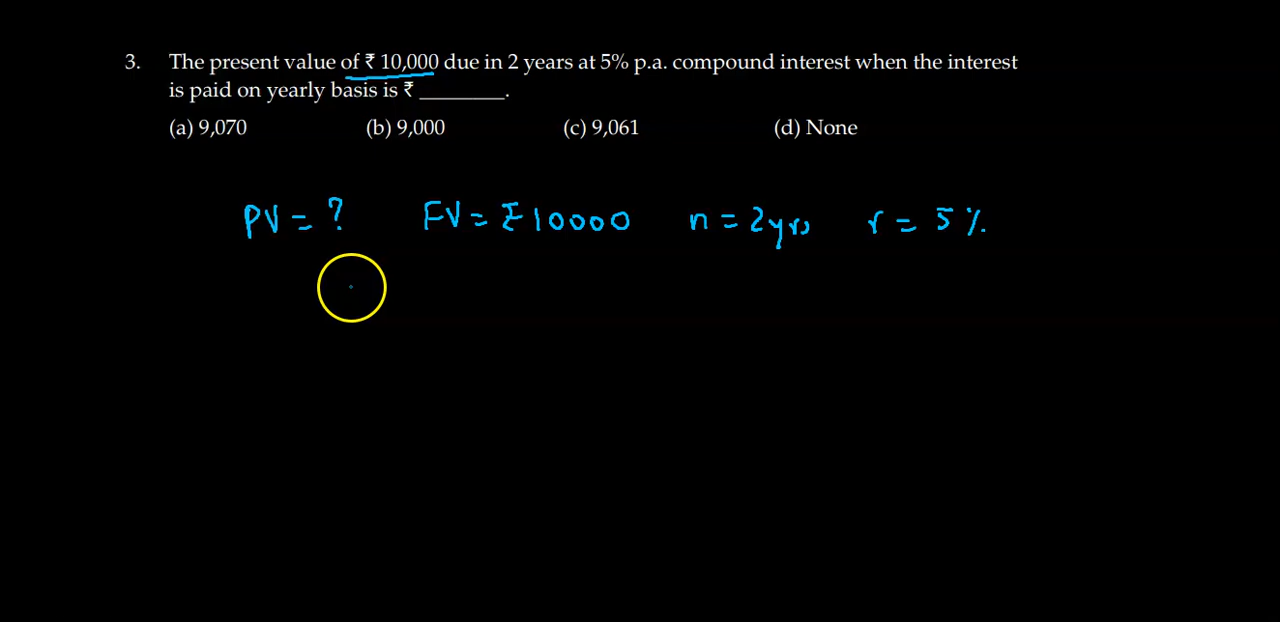 3. The present value of ₹ 10,000 due in 2 years at 5% p.a. compound interest when the interest
is paid on yearly basis is ₹ ________.
(a) 9,070 (b) 9,000 (c) 9,061 (d) None
PV = ? FV = ₹10000 n = 2yrs r = 5%.